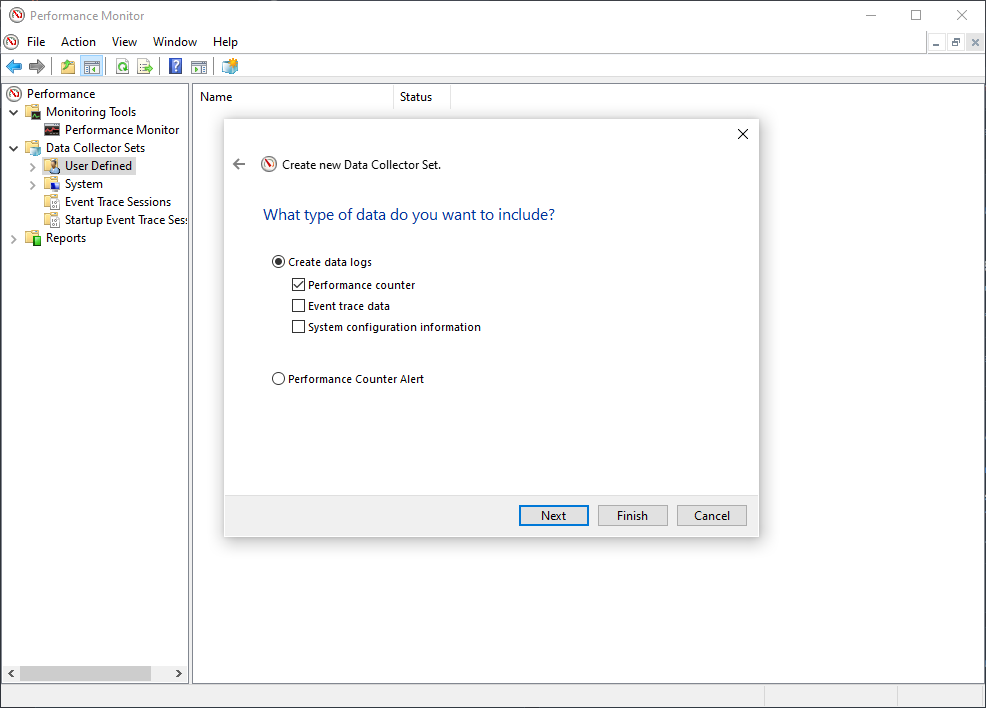 Performance Monitor
File Action View Window Help
Performance
Monitoring Tools
Performance Monitor
Data Collector Sets
User Defined
System
Event Trace Sessions
Startup Event Trace Ses
Reports
Name Status
Create new Data Collector Set.
What type of data do you want to include?
Create data logs
Performance counter
Event trace data
System configuration information
Performance Counter Alert
Next Finish Cancel